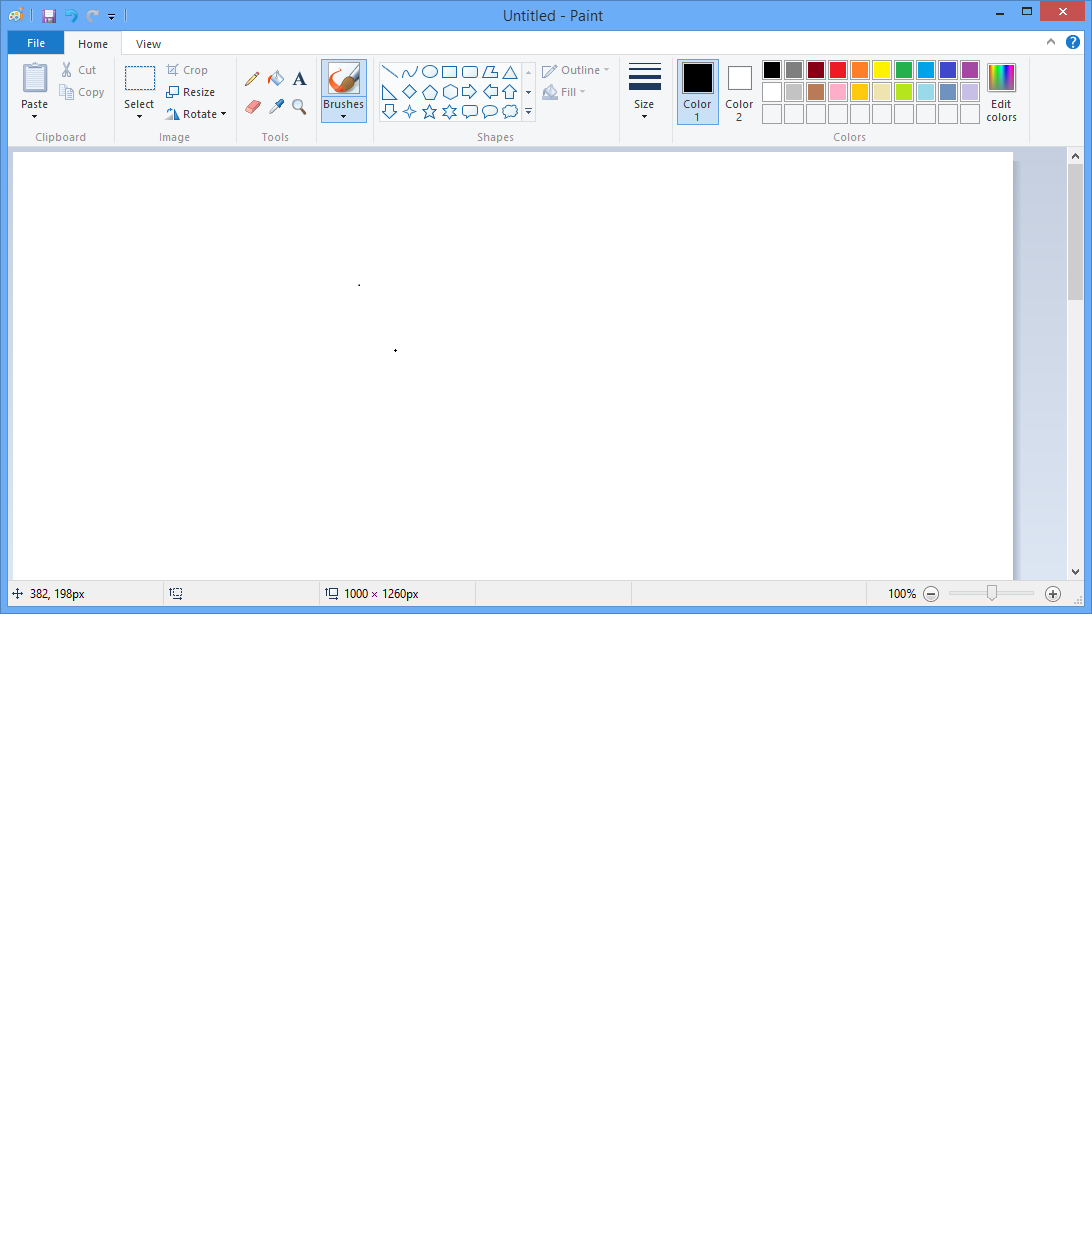 Untitled - Paint
File Home View
Paste Cut Copy Clipboard
Select Crop Resize Rotate Image
A
Tools
Brushes
Shapes
Outline Fill
Size
Color 1
Color 2
Edit colors
Colors
382, 198px
1000 × 1260px
100%